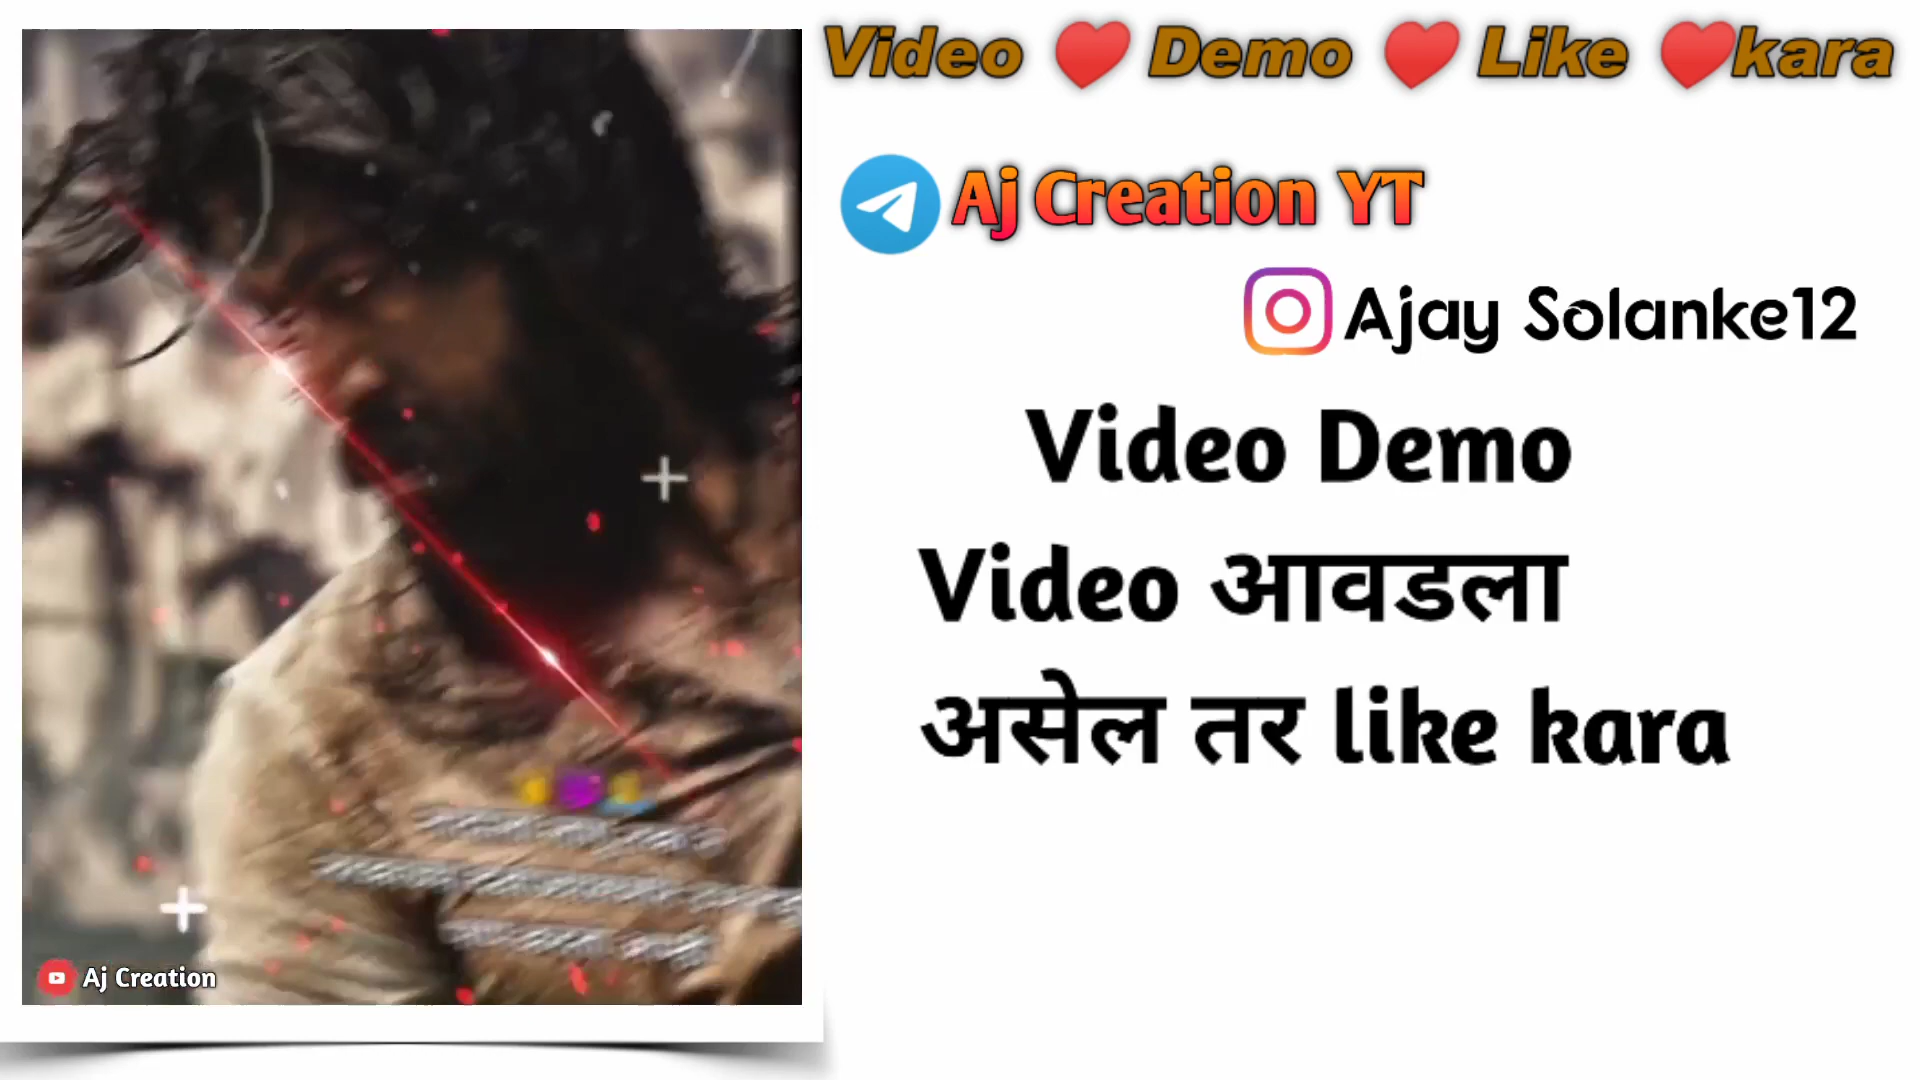 Video ❤️ Demo ❤️ Like ❤️kara
Aj Creation YT
Ajay Solanke12
Video Demo
Video आवडला
असेल तर like kara
Aj Creation